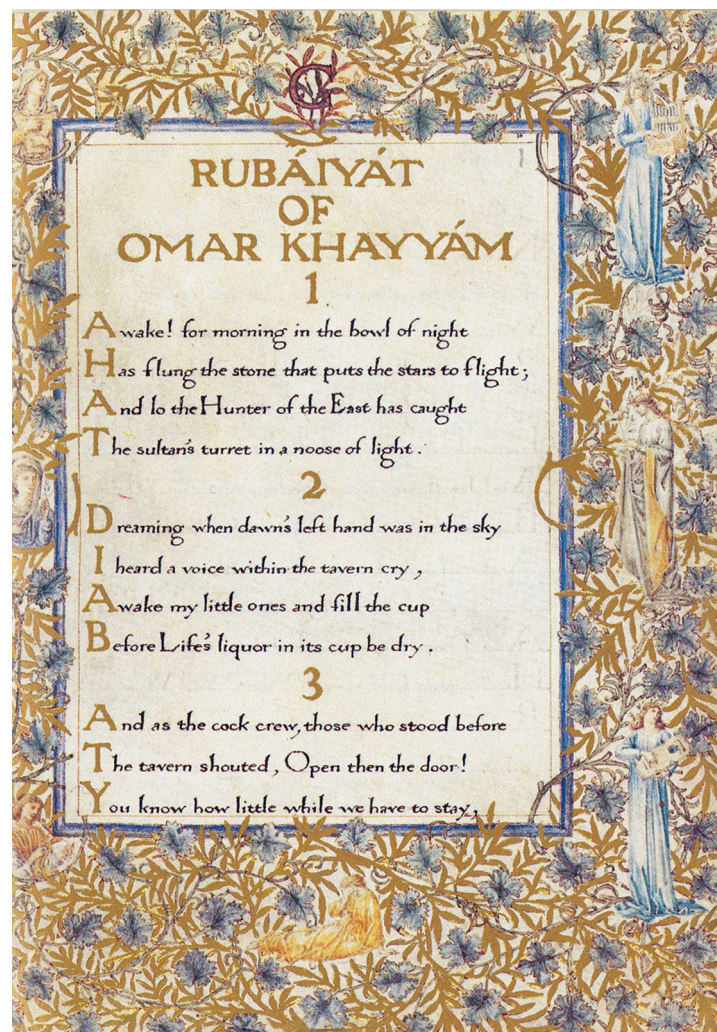 RUBÁIYÁT
OF
OMAR KHAYYÁM
1
Awake! for morning in the bowl of night
Has flung the stone that puts the stars to flight;
And lo the Hunter of the East has caught
The sultan's turret in a noose of light.
2
Dreaming when dawn's left hand was in the sky
I heard a voice within the tavern cry,
Awake my little ones and fill the cup
Before Life's liquor in its cup be dry.
3
And as the cock crew, those who stood before
The tavern shouted, Open then the door!
You know how little while we have to stay,